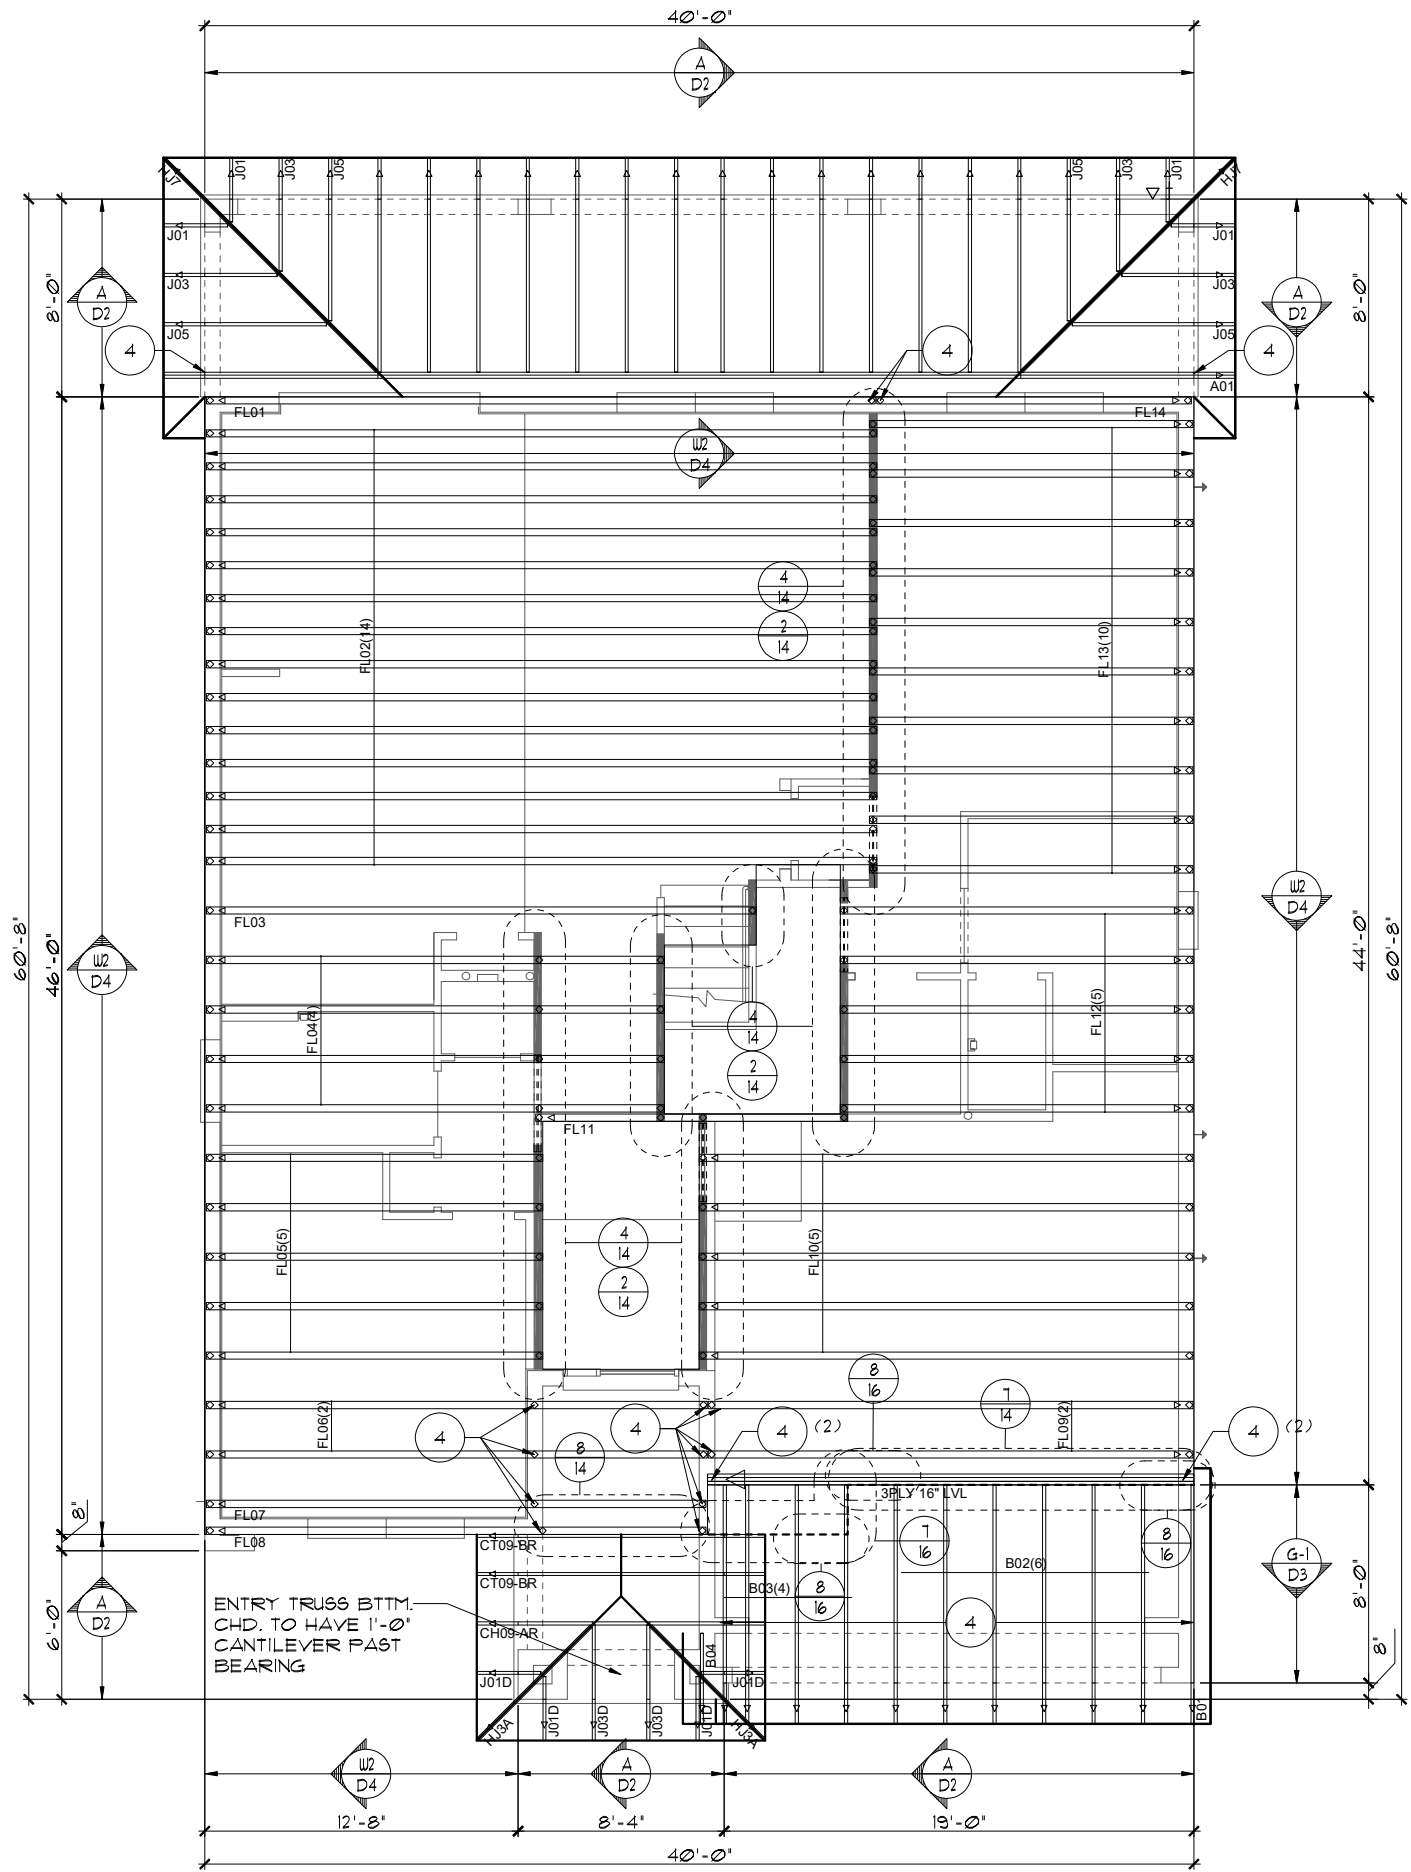 40'-0"
A
D2
HJ7
J01
J03
J05
J05
J03
J01
HJ7
J01
J03
J05
J01
J03
J05
8'-0"
A
D2
A
D2
8'-0"
4
4
4
A01
FL01
FL14
W2
D4
4
14
2
14
FL02(14)
FL13(10)
FL03
60'-8"
46'-0"
W2
D4
W2
D4
44'-0"
60'-8"
FL04(4)
4
14
2
14
FL12(5)
FL11
FL05(5)
4
14
2
14
FL10(5)
8
16
7
14
FL06(2)
4
4
4 (2)
FL09(2)
4 (2)
8
14
3PLY 16" LVL
FL07
FL08
8"
7
16
8
16
CT09-BR
CT09-BR
CH09-AR
J01D
B03(4)
8
16
B02(6)
G-1
D3
8'-0"
8"
6'-0"
A
D2
ENTRY TRUSS BTTM.
CHD. TO HAVE 1'-0"
CANTILEVER PAST
BEARING
B04
4
J01D
HJ3A
J01D
J03D
J03D
J01D
HJ3A
W2
D4
A
D2
A
D2
12'-8"
8'-4"
19'-0"
40'-0"